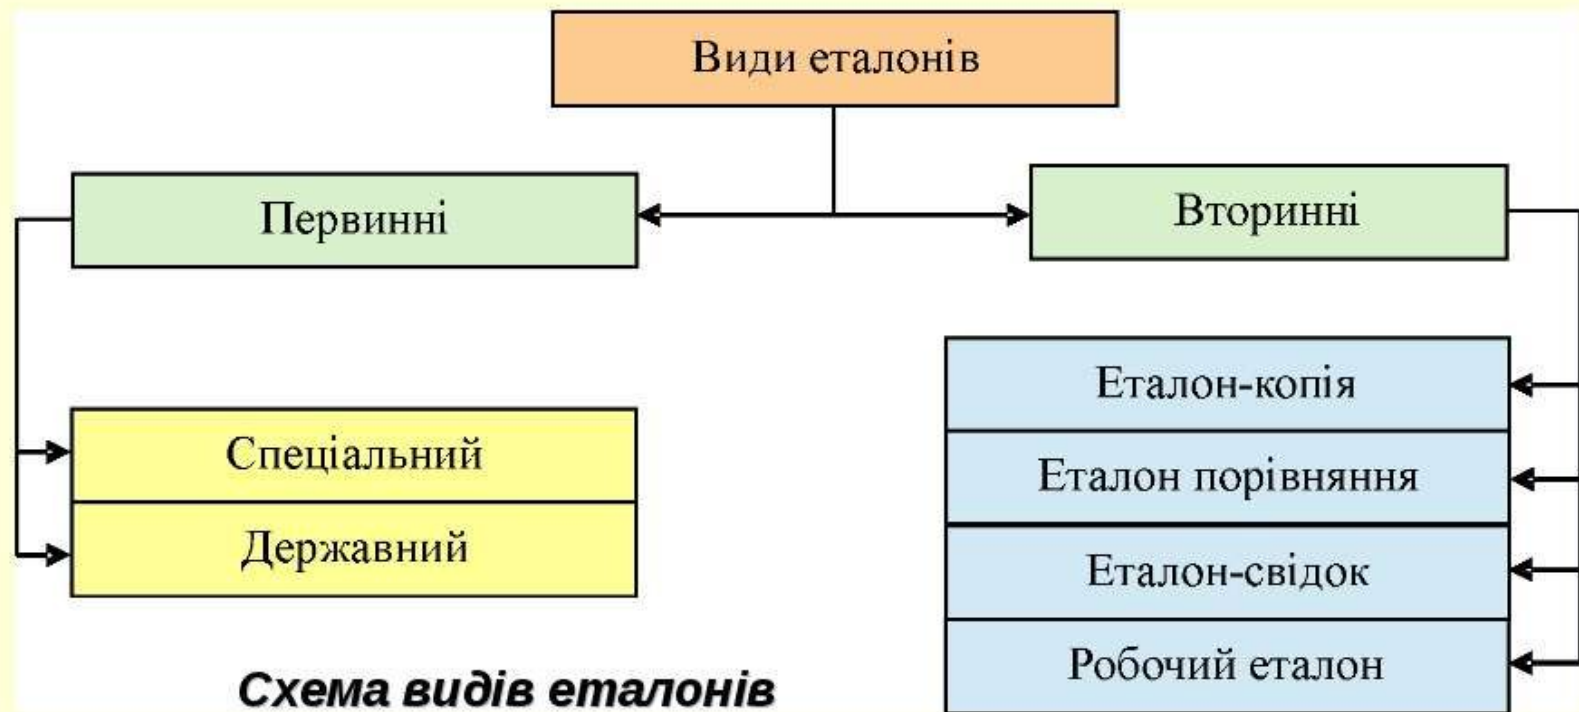 Види еталонів
Первинні
Вторинні
Спеціальний
Державний
Еталон-копія
Еталон порівняння
Еталон-свідок
Робочий еталон
Схема видів еталонів